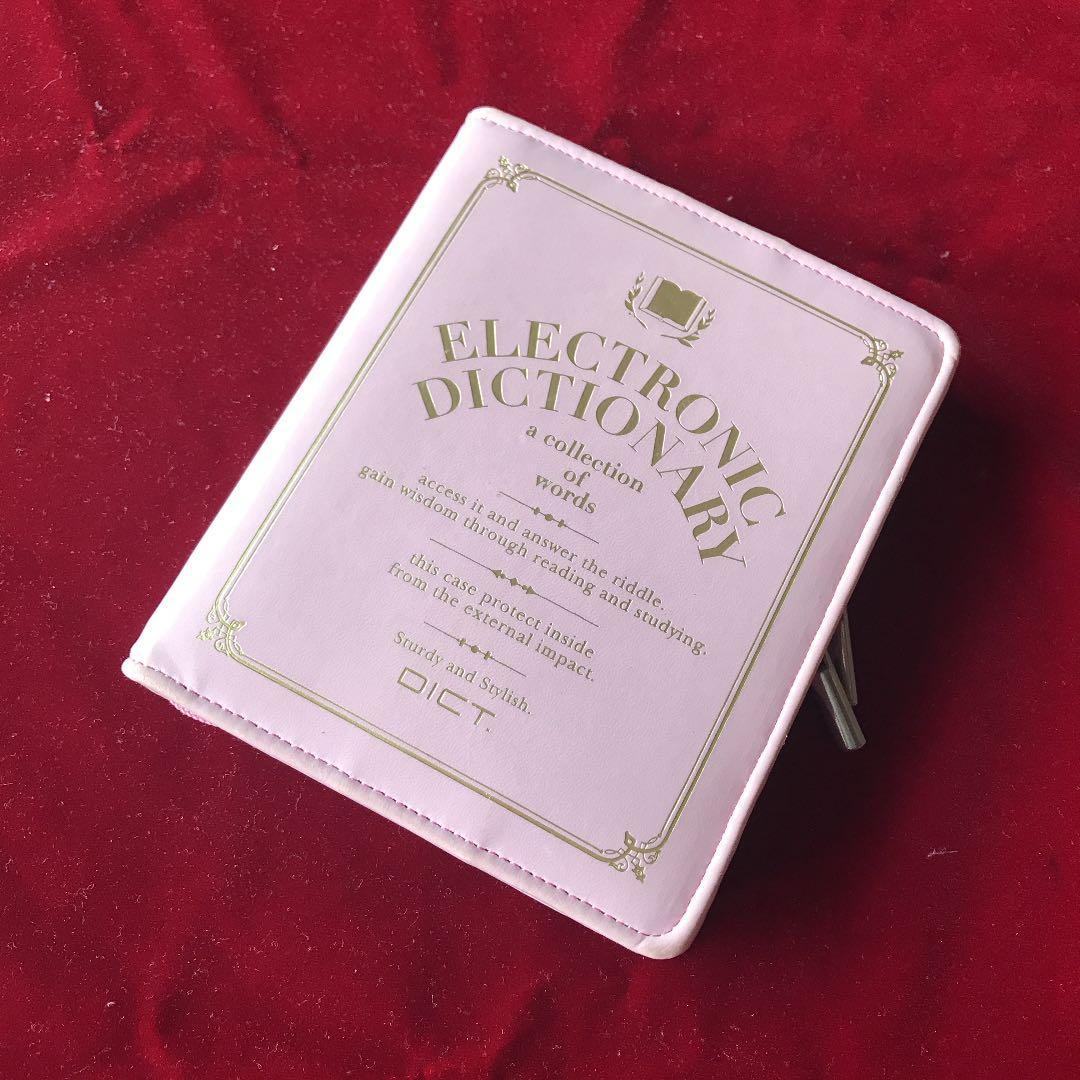 ELECTRONIC
DICTIONARY
a collection
of
words
access it and answer the riddle.
gain wisdom through reading and studying.
this case protect inside
from the external impact.
Sturdy and Stylish.
DICT.